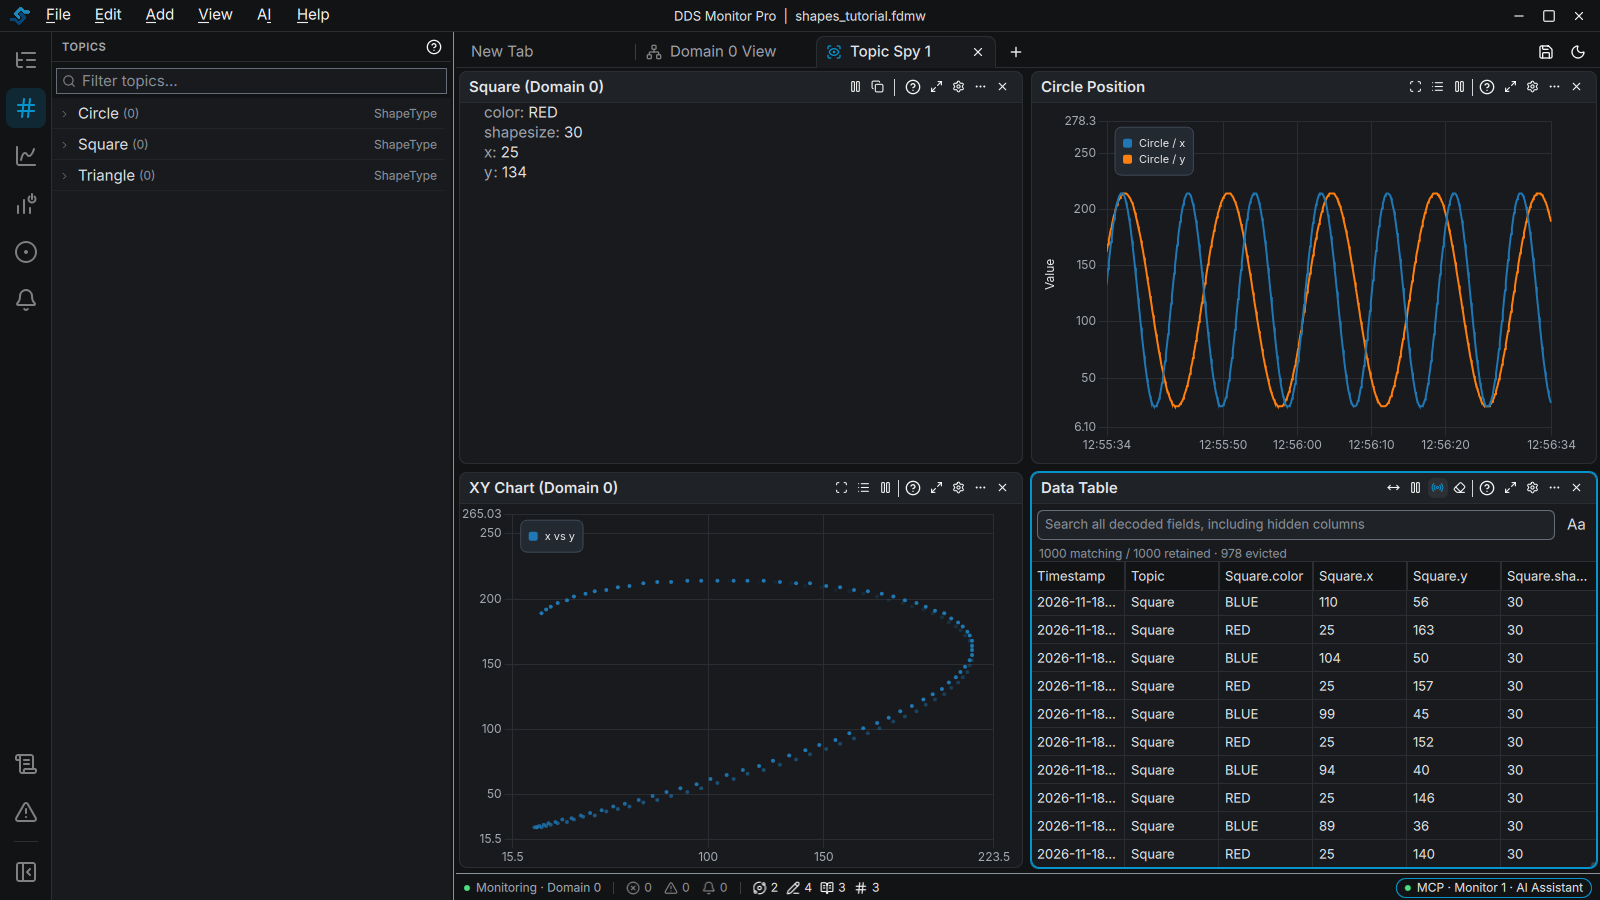 File Edit View Add View AI Help
DDS Monitor Pro | shapes_tutorial.fdmw
TOPICS
Filter topics...
Circle (0) ShapeType
Square (0) ShapeType
Triangle (0) ShapeType
New Tab
Domain 0 View
Topic Spy 1
Square (Domain 0)
color: RED
shapesize: 30
x: 25
y: 134
Circle Position
278.3
250
200
150
100
50
6.10
Value
Circle / x
Circle / y
12:55:34 12:55:50 12:56:00 12:56:10 12:56:20 12:56:34
XY Chart (Domain 0)
265.03
250
200
150
100
50
15.5
x vs y
15.5 100 150 223.5
Data Table
Search all decoded fields, including hidden columns
Aa
1000 matching / 1000 retained · 978 evicted
Timestamp Topic Square.color Square.x Square.y Square.sha...
2026-11-18... Square BLUE 110 56 30
2026-11-18... Square RED 25 163 30
2026-11-18... Square BLUE 104 50 30
2026-11-18... Square RED 25 157 30
2026-11-18... Square BLUE 99 45 30
2026-11-18... Square RED 25 152 30
2026-11-18... Square BLUE 94 40 30
2026-11-18... Square RED 25 146 30
2026-11-18... Square BLUE 89 36 30
2026-11-18... Square RED 25 140 30
Monitoring · Domain 0 0 0 0 2 4 3 3
MCP · Monitor 1 · AI Assistant